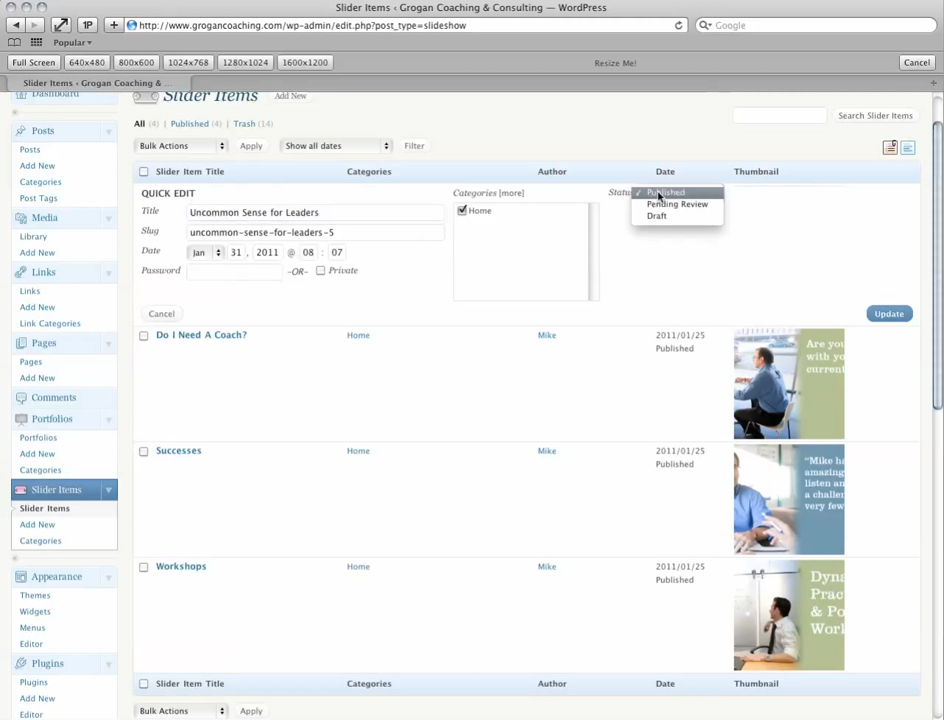 Slider Items ‹ Grogan Coaching & Consulting — WordPress
1P
http://www.grogancoaching.com/wp-admin/edit.php?post_type=slideshow
Google
Popular
Full Screen 640x480 800x600 1024x768 1280x1024 1600x1200 Resize Me! Cancel
Slider Items ‹ Grogan Coaching & ...
Dashboard
Slider Items Add New
All (4) Published (4) Trash (14)
Search Slider Items
Bulk Actions Apply Show all dates Filter
Slider Item Title Categories Author Date Thumbnail
QUICK EDIT
Title Uncommon Sense for Leaders
Slug uncommon-sense-for-leaders-5
Date Jan 31, 2011 @ 08 : 07
Password –OR– Private
Categories [more]
Home
Status
✓ Published
Pending Review
Draft
Cancel
Update
Do I Need A Coach? Home Mike 2011/01/25
Published
Are you
with yo
current
Successes Home Mike 2011/01/25
Published
“Mike ha
amazing
listen an
a challen
very few
Workshops Home Mike 2011/01/25
Published
Dyna
Prac
& Po
Work
Slider Item Title Categories Author Date Thumbnail
Bulk Actions Apply
Posts
Posts
Add New
Categories
Post Tags
Media
Library
Add New
Links
Links
Add New
Link Categories
Pages
Pages
Add New
Comments
Portfolios
Portfolios
Add New
Categories
Slider Items
Slider Items
Add New
Categories
Appearance
Themes
Widgets
Menus
Editor
Plugins
Plugins
Add New
Editor